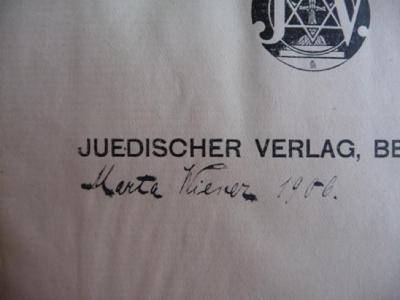 J V.
JUEDISCHER VERLAG, BE
Marta Wiener 1906.